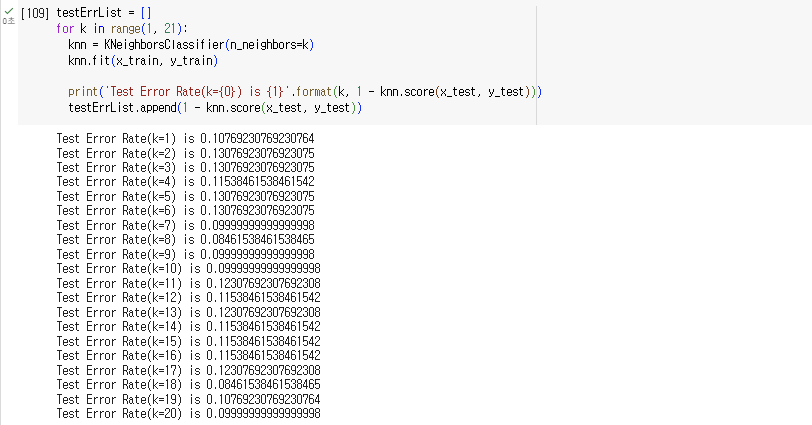 [109] testErrList = []
for k in range(1, 21):
knn = KNeighborsClassifier(n_neighbors=k)
knn.fit(x_train, y_train)
print('Test Error Rate(k={0}) is {1}'.format(k, 1 - knn.score(x_test, y_test)))
testErrList.append(1 - knn.score(x_test, y_test))
0초
Test Error Rate(k=1) is 0.10769230769230764
Test Error Rate(k=2) is 0.13076923076923075
Test Error Rate(k=3) is 0.13076923076923075
Test Error Rate(k=4) is 0.11538461538461542
Test Error Rate(k=5) is 0.13076923076923075
Test Error Rate(k=6) is 0.13076923076923075
Test Error Rate(k=7) is 0.09999999999999998
Test Error Rate(k=8) is 0.08461538461538465
Test Error Rate(k=9) is 0.09999999999999998
Test Error Rate(k=10) is 0.09999999999999998
Test Error Rate(k=11) is 0.12307692307692308
Test Error Rate(k=12) is 0.11538461538461542
Test Error Rate(k=13) is 0.12307692307692308
Test Error Rate(k=14) is 0.11538461538461542
Test Error Rate(k=15) is 0.11538461538461542
Test Error Rate(k=16) is 0.11538461538461542
Test Error Rate(k=17) is 0.12307692307692308
Test Error Rate(k=18) is 0.08461538461538465
Test Error Rate(k=19) is 0.10769230769230764
Test Error Rate(k=20) is 0.09999999999999998